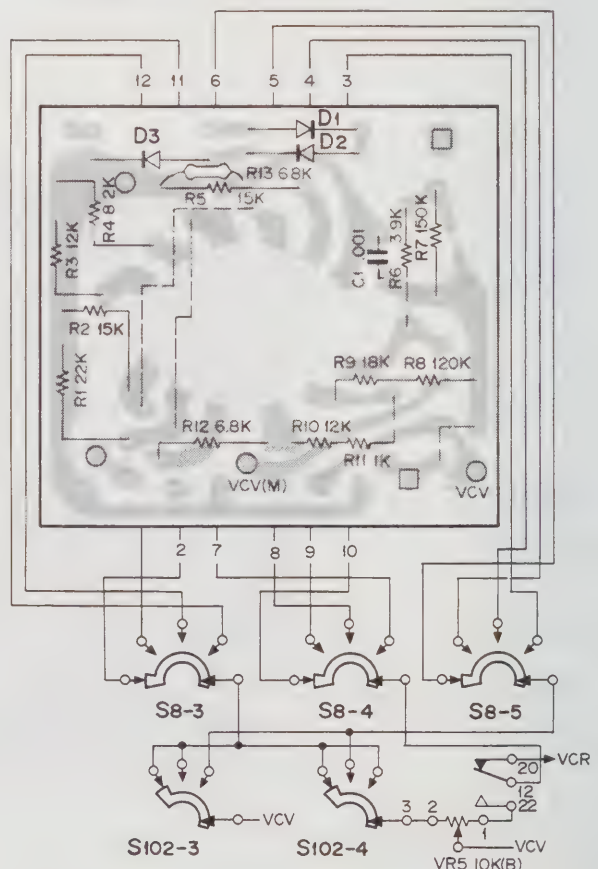 12 11 6 5 4 3
D3
D1
D2
R13 68K
R5 15K
R4 8.2K
R3 12K
R2 15K
R1 22K
C1 .001
R6 3.9K
R7 150K
R9 18K
R8 120K
R12 6.8K
R10 12K
R11 1K
VCV(M)
VCV
2 7 8 9 10
S8-3
S8-4
S8-5
20
VCR
12
22
3 2 1
VCV
S102-3
S102-4
VCV
VR5 10K(B)